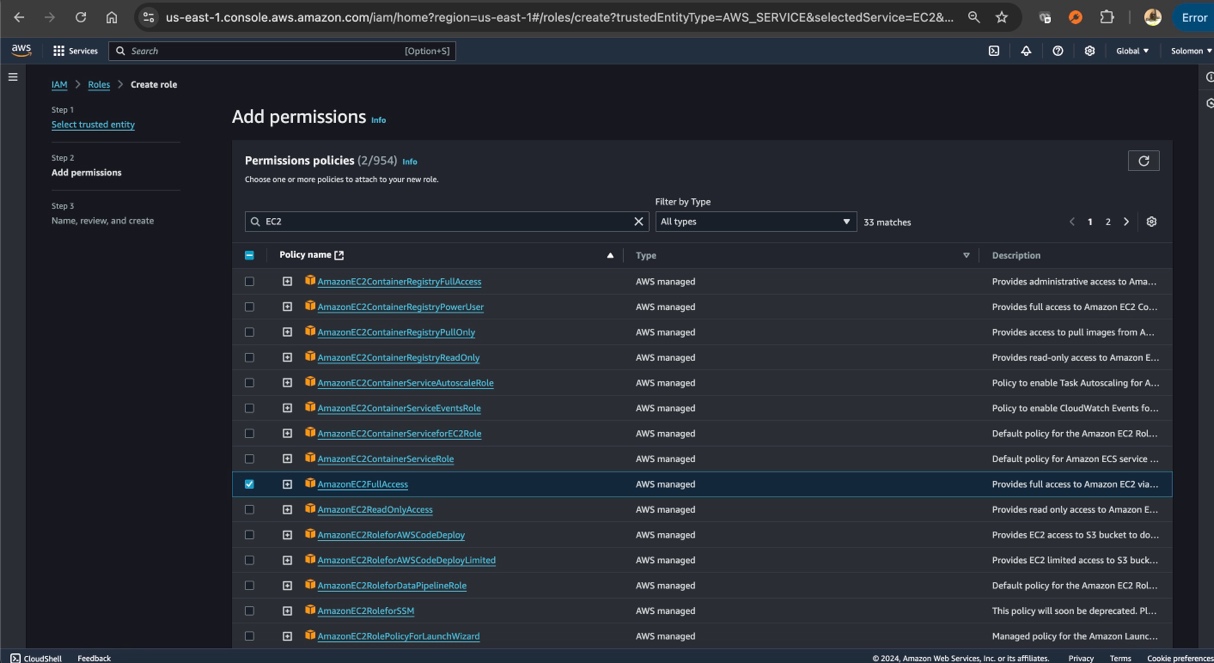 us-east-1.console.aws.amazon.com/iam/home?region=us-east-1#/roles/create?trustedEntityType=AWS_SERVICE&selectedService=EC2&... Error
aws Services Search [Option+S] Global Solomon
IAM > Roles > Create role
Step 1
Select trusted entity
Step 2
Add permissions
Step 3
Name, review, and create
Add permissions Info
Permissions policies (2/954) Info
Choose one or more policies to attach to your new role.
Filter by Type
EC2 All types 33 matches 1 2
Policy name Type Description
AmazonEC2ContainerRegistryFullAccess AWS managed Provides administrative access to Ama...
AmazonEC2ContainerRegistryPowerUser AWS managed Provides full access to Amazon EC2 Co...
AmazonEC2ContainerRegistryPullOnly AWS managed Provides access to pull images from A...
AmazonEC2ContainerRegistryReadOnly AWS managed Provides read-only access to Amazon E...
AmazonEC2ContainerServiceAutoscaleRole AWS managed Policy to enable Task Autoscaling for A...
AmazonEC2ContainerServiceEventsRole AWS managed Policy to enable CloudWatch Events fo...
AmazonEC2ContainerServiceforEC2Role AWS managed Default policy for the Amazon EC2 Rol...
AmazonEC2ContainerServiceRole AWS managed Default policy for Amazon ECS service ...
AmazonEC2FullAccess AWS managed Provides full access to Amazon EC2 via...
AmazonEC2ReadOnlyAccess AWS managed Provides read only access to Amazon E...
AmazonEC2RoleforAWSCodeDeploy AWS managed Provides EC2 access to S3 bucket to do...
AmazonEC2RoleforAWSCodeDeployLimited AWS managed Provides EC2 limited access to S3 buck...
AmazonEC2RoleforDataPipelineRole AWS managed Default policy for the Amazon EC2 Rol...
AmazonEC2RoleforSSM AWS managed This policy will soon be deprecated. Pl...
AmazonEC2RolePolicyForLaunchWizard AWS managed Managed policy for the Amazon Launc...
CloudShell Feedback © 2024, Amazon Web Services, Inc. or its affiliates. Privacy Terms Cookie preferences